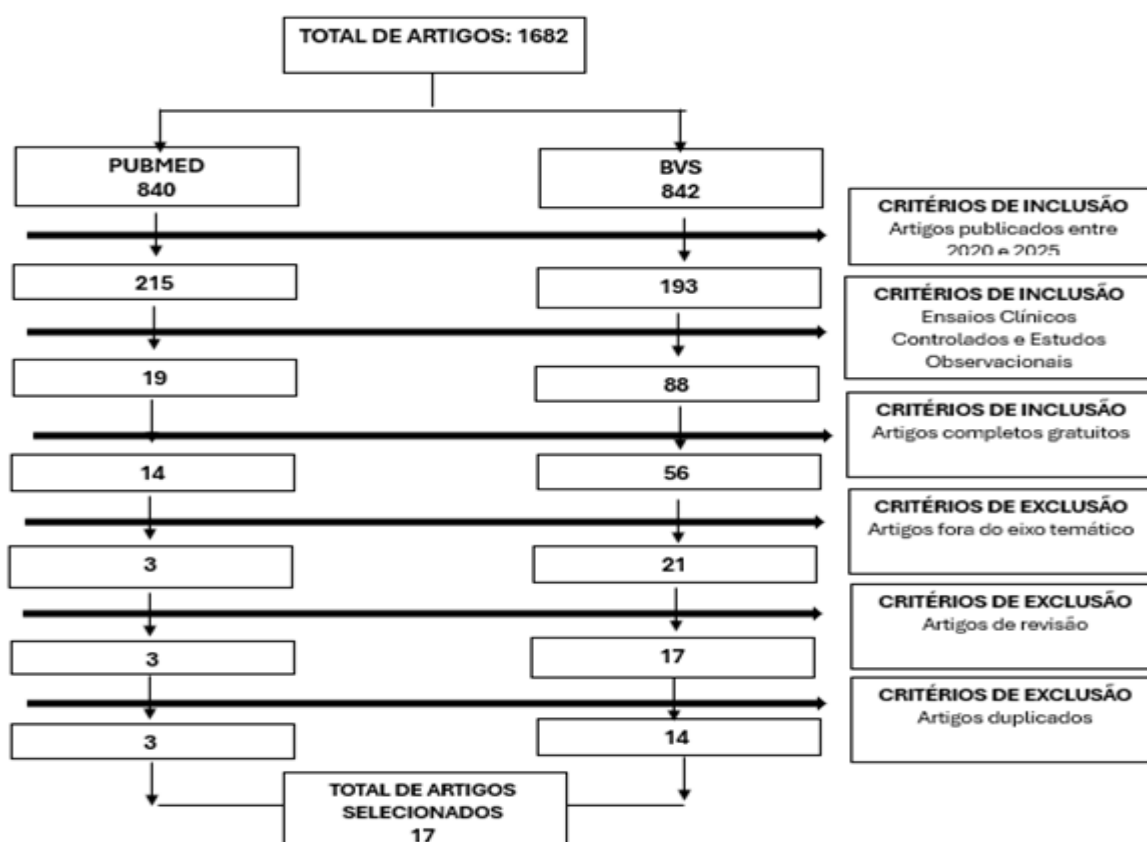 TOTAL DE ARTIGOS: 1682
PUBMED
840
BVS
842
CRITÉRIOS DE INCLUSÃO
Artigos publicados entre
2020 e 2025
215
193
CRITÉRIOS DE INCLUSÃO
Ensaios Clínicos
Controlados e Estudos
Observacionais
19
88
CRITÉRIOS DE INCLUSÃO
Artigos completos gratuitos
14
56
CRITÉRIOS DE EXCLUSÃO
Artigos fora do eixo temático
3
21
CRITÉRIOS DE EXCLUSÃO
Artigos de revisão
3
17
CRITÉRIOS DE EXCLUSÃO
Artigos duplicados
3
14
TOTAL DE ARTIGOS
SELECIONADOS
17